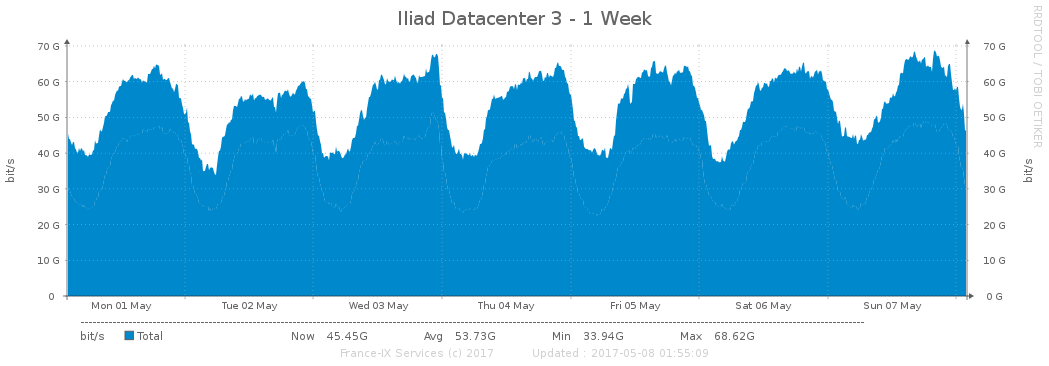 Iliad Datacenter 3 - 1 Week
RRDTOOL / TOBI OETIKER
bit/s
bit/s
70 G
60 G
50 G
40 G
30 G
20 G
10 G
0
70 G
60 G
50 G
40 G
30 G
20 G
10 G
0 G
Mon 01 May Tue 02 May Wed 03 May Thu 04 May Fri 05 May Sat 06 May Sun 07 May
bit/s Total Now 45.45G Avg 53.73G Min 33.94G Max 68.62G
France-IX Services (c) 2017 Updated : 2017-05-08 01:55:09